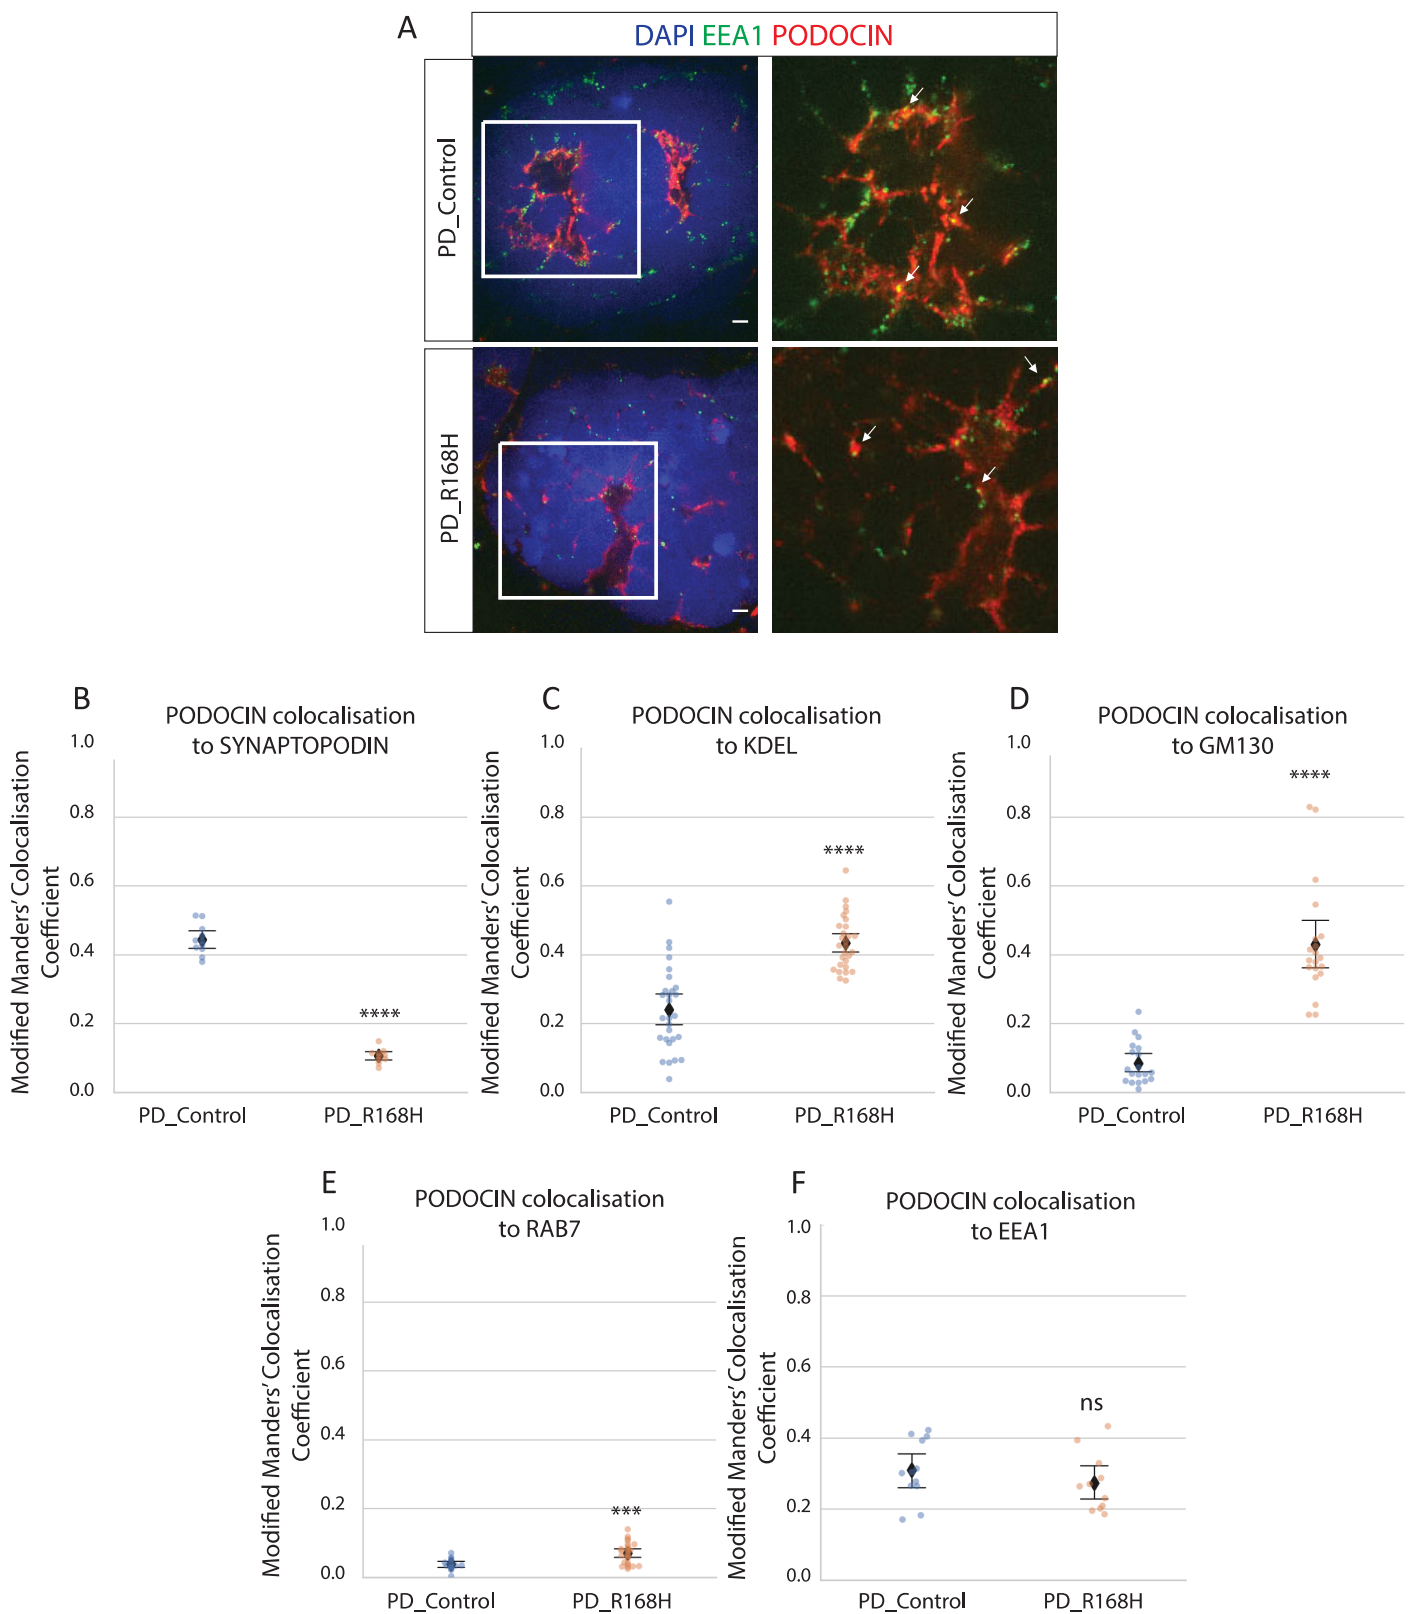 A
DAPI EEA1 PODOCIN
PD_Control
PD_R168H
B
PODOCIN colocalisation
to SYNAPTOPODIN
Modified Manders' Colocalisation
Coefficient
1.0
0.8
0.6
0.4
0.2
0.0
****
PD_Control
PD_R168H
C
PODOCIN colocalisation
to KDEL
Modified Manders' Colocalisation
Coefficient
1.0
0.8
0.6
0.4
0.2
0.0
****
PD_Control
PD_R168H
D
PODOCIN colocalisation
to GM130
Modified Manders' Colocalisation
Coefficient
1.0
0.8
0.6
0.4
0.2
0.0
****
PD_Control
PD_R168H
E
PODOCIN colocalisation
to RAB7
Modified Manders' Colocalisation
Coefficient
1.0
0.8
0.6
0.4
0.2
0.0
***
PD_Control
PD_R168H
F
PODOCIN colocalisation
to EEA1
Modified Manders' Colocalisation
Coefficient
1.0
0.8
0.6
0.4
0.2
0.0
ns
PD_Control
PD_R168H